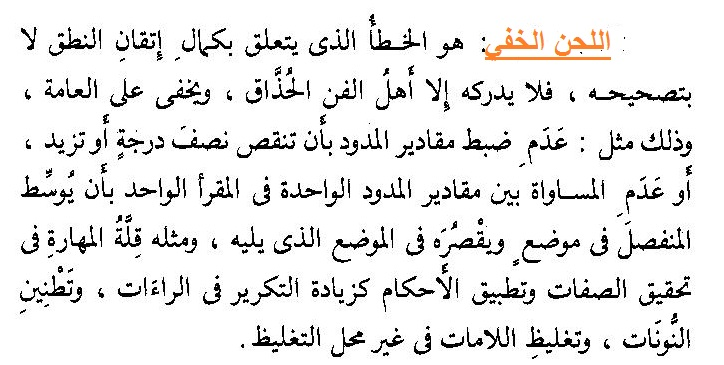 : اللحن الخفي: هو الخطأُ الذى يتعلق بكمالِ إتقانِ النطق لا
بتصحيحه ، فلا يدركه إلا أهلُ الفن الحُذَّاق ، ويخفى على العامة ،
وذلك مثل : عَدَمِ ضبط مقادير المدود بأن تنقص نصفَ درجةٍ أو تزيد ،
أو عَدَمِ المساواة بين مقادير المدود الواحدة فى المقرأ الواحد بأن يُوسِّط
المنفصلَ فى موضعٍ ويقْصُرَه فى الموضع الذى يليه ، ومثله قِلَّةُ المهارةِ فى
تحقيق الصفات وتطبيق الأحكام كزيادة التكرير فى الراءَات ، وتَطْنِينِ
النُّونَات ، وتغليظِ اللامات فى غير محل التغليظ .